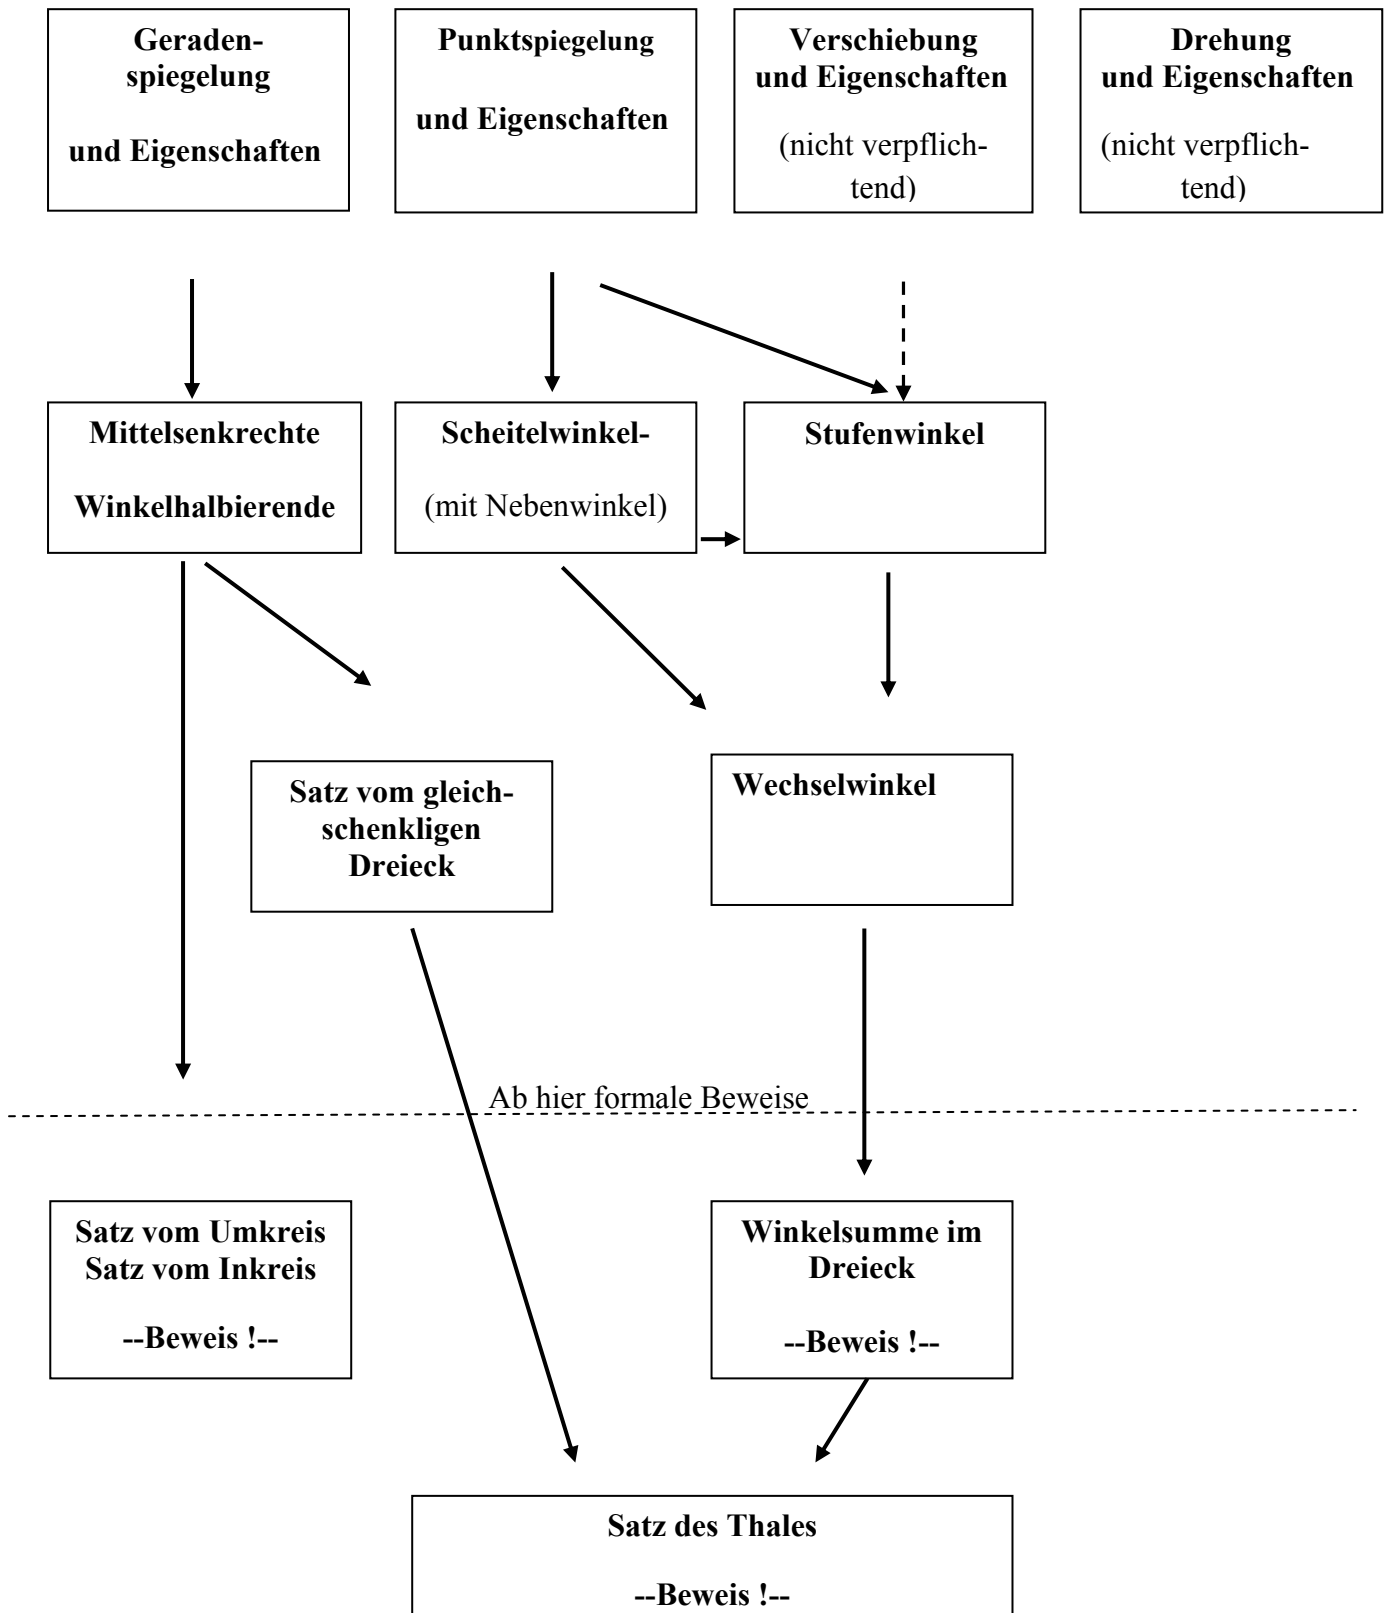 Geraden-
spiegelung
und Eigenschaften
Punktspiegelung
und Eigenschaften
Verschiebung
und Eigenschaften
(nicht verpflich-
tend)
Drehung
und Eigenschaften
(nicht verpflich-
tend)
Mittelsenkrechte
Winkelhalbierende
Scheitelwinkel-
(mit Nebenwinkel)
Stufenwinkel
Satz vom gleich-
schenkligen
Dreieck
Wechselwinkel
Ab hier formale Beweise
Satz vom Umkreis
Satz vom Inkreis
--Beweis !--
Winkelsumme im
Dreieck
--Beweis !--
Satz des Thales
--Beweis !--